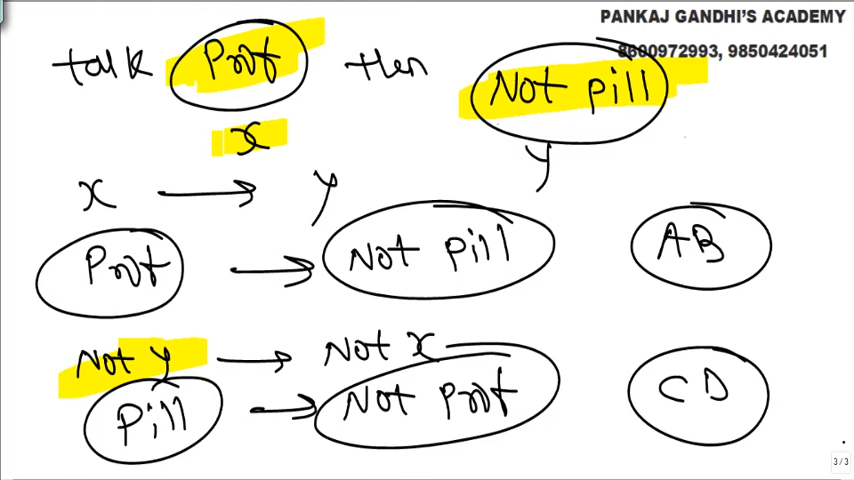 PANKAJ GANDHI'S ACADEMY
8600972993, 9850424051
talk Prof then Not pill
x y
x → y
Prof → Not pill AB
Not y → Not x
Pill → Not Prof CD
3/3